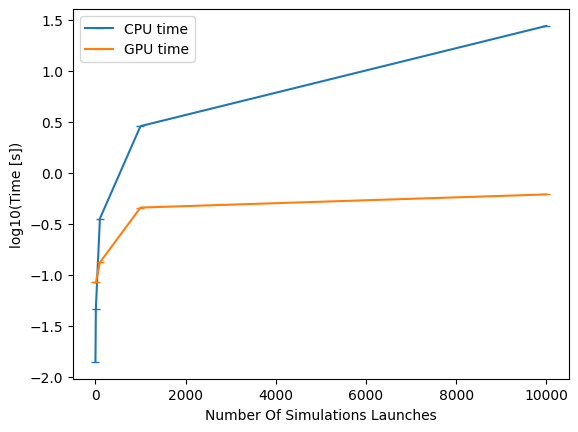 CPU time
GPU time
1.5
1.0
0.5
0.0
−0.5
−1.0
−1.5
−2.0
log10(Time [s])
0 2000 4000 6000 8000 10000
Number Of Simulations Launches